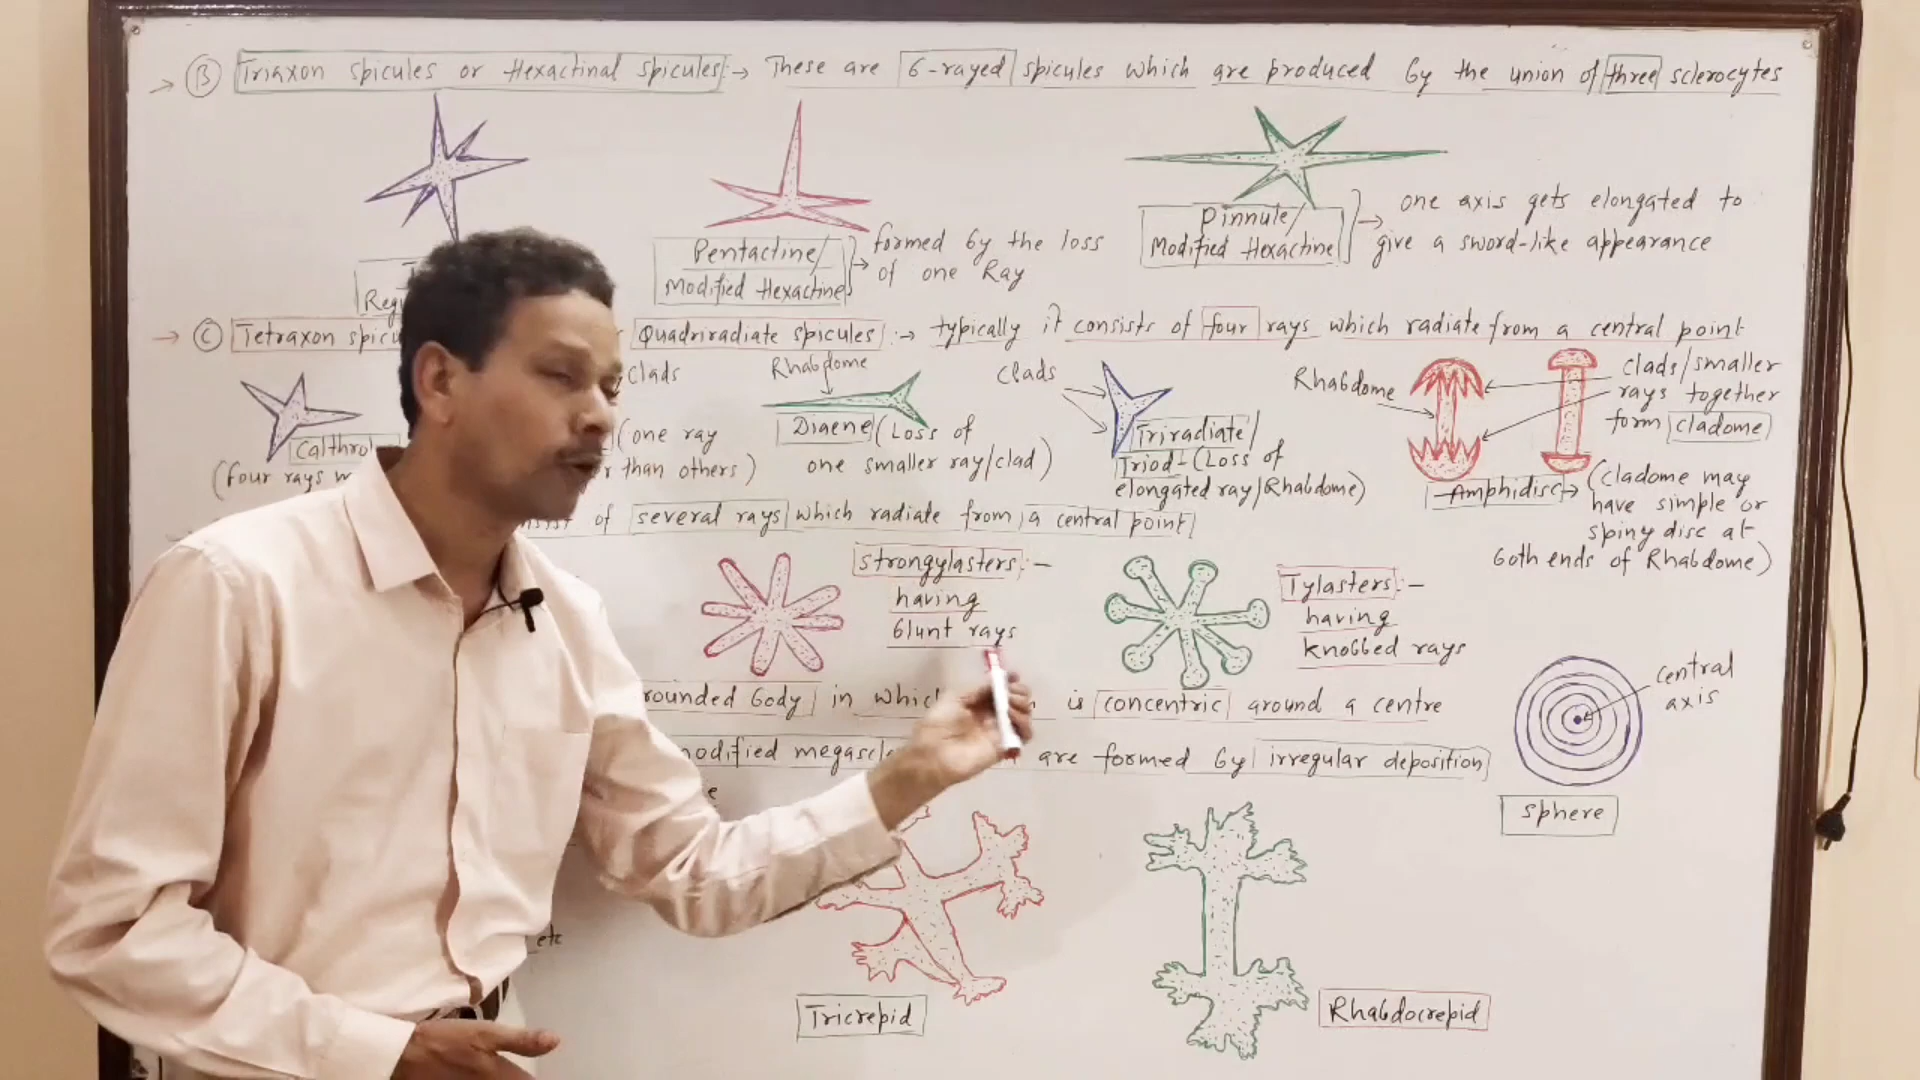 → (B) Triaxon spicules or Hexactinal spicules :→ These are 6-rayed spicules which are produced by the union of three sclerocytes
Pentactine/
Modified Hexactine
→ formed by the loss
of one Ray
Pinnule/
Modified Hexactine
→ one axis gets elongated to
give a sword-like appearance
→ (C) Tetraxon Quadriradiate spicules :→ typically it consists of four rays which radiate from a central point
clads
Rhabdome
clads
Rhabdome
clads/smaller
rays together
form cladome
(four rays
(one ray
than others)
Diaene (Loss of
one smaller ray/clad)
Triradiate/
Triod-(Loss of
elongated ray/Rhabdome)
Amphidisc→ (cladome may
have simple or
spiny disc at
both ends of Rhabdome)
of several rays which radiate from a central point
Strongylasters:-
having
blunt rays
Tylasters:-
having
knobbed rays
rounded body in is concentric around a centre
central
axis
Sphere
modified are formed by irregular deposition
etc
Tricrepid
Rhabdocrepid